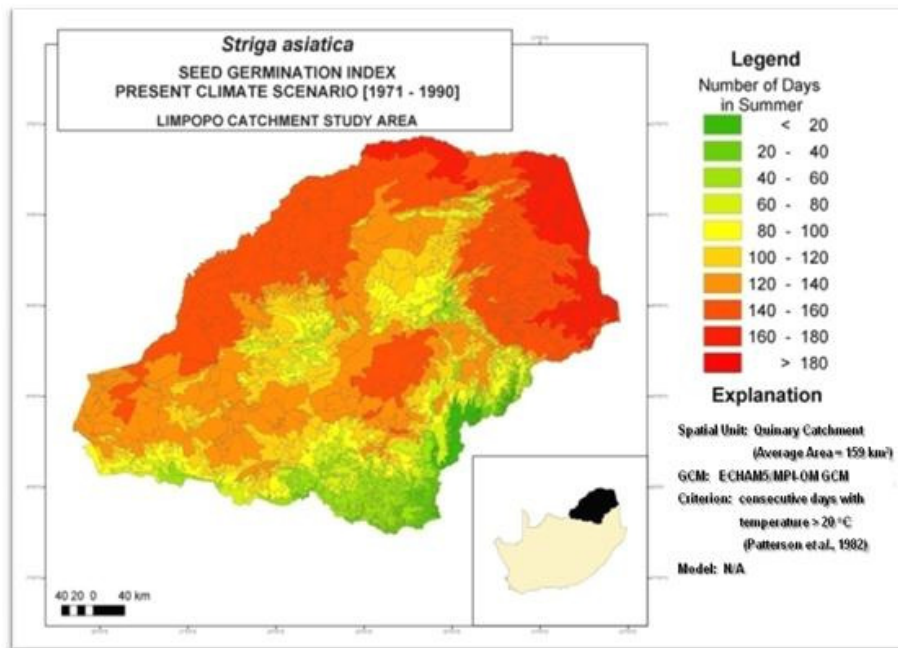 Striga asiatica
SEED GERMINATION INDEX
PRESENT CLIMATE SCENARIO [1971 - 1990]
LIMPOPO CATCHMENT STUDY AREA
Legend
Number of Days
in Summer
< 20
20 - 40
40 - 60
60 - 80
80 - 100
100 - 120
120 - 140
140 - 160
160 - 180
> 180
Explanation
Spatial Unit: Quinary Catchment
(Average Area = 159 km²)
GCM: ECHAM5/MPI-OM GCM
Criterion: consecutive days with
temperature > 20 °C
(Patterson et al., 1982)
Model: N/A
40 20 0 40 km